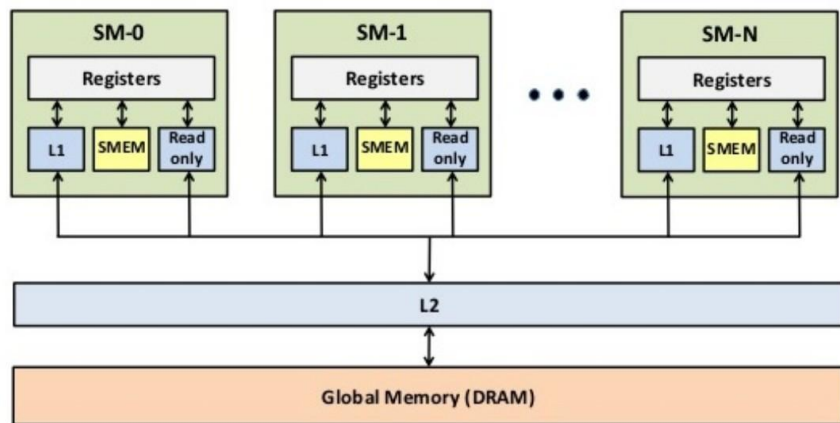 SM-0
Registers
L1
SMEM
Read
only
SM-1
Registers
L1
SMEM
Read
only
SM-N
Registers
L1
SMEM
Read
only
L2
Global Memory (DRAM)